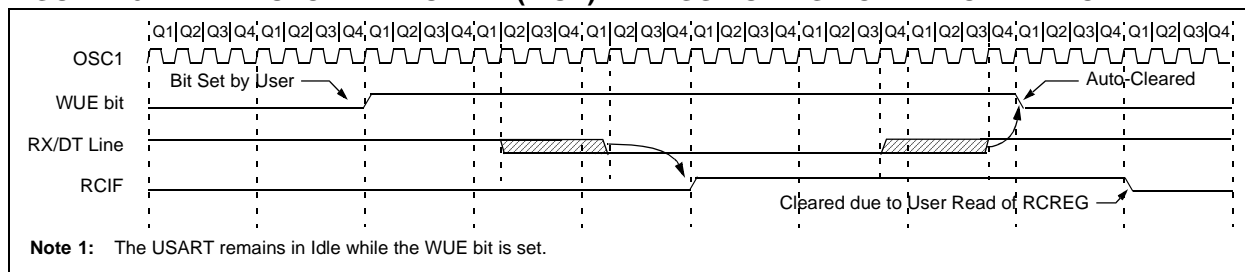 Q1 Q2 Q3 Q4 Q1 Q2 Q3 Q4 Q1 Q2 Q3 Q4 Q1 Q2 Q3 Q4 Q1 Q2 Q3 Q4 Q1 Q2 Q3 Q4 Q1 Q2 Q3 Q4 Q1 Q2 Q3 Q4 Q1 Q2 Q3 Q4 Q1 Q2 Q3 Q4
OSC1
Bit Set by User
Auto-Cleared
WUE bit
RX/DT Line
RCIF
Cleared due to User Read of RCREG
Note 1: The USART remains in Idle while the WUE bit is set.